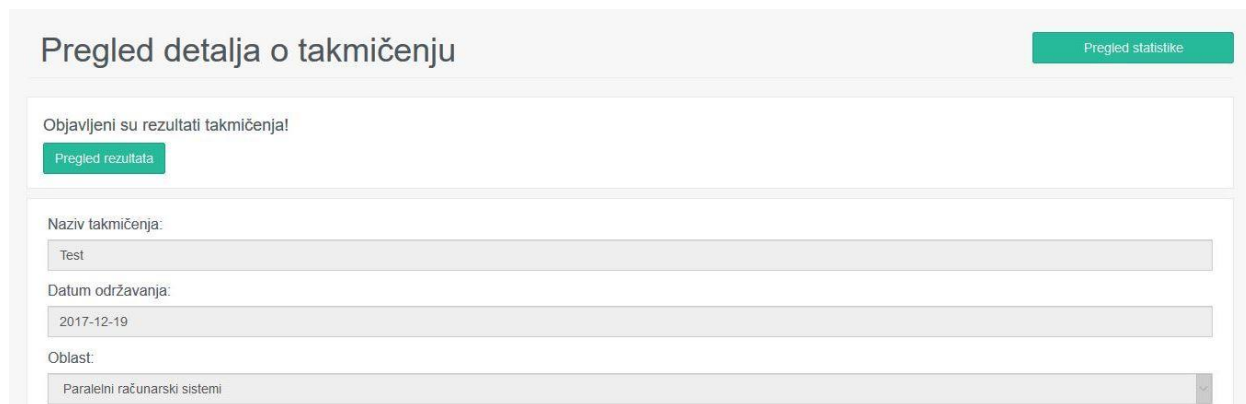 Pregled detalja o takmičenju
Pregled statistike
Objavljeni su rezultati takmičenja!
Pregled rezultata
Naziv takmičenja:
Test
Datum održavanja:
2017-12-19
Oblast:
Paralelni računarski sistemi